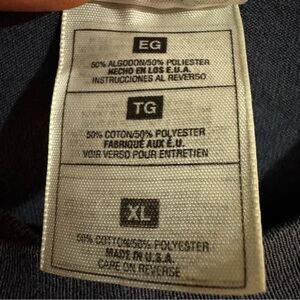 EG
50% ALGODON/50% POLIESTER
HECHO EN LOS E.U.A.
INSTRUCCIONES AL REVERSO
TG
50% COTON/50% POLYESTER
FABRIQUÉ AUX É.U.
VOIR VERSO POUR ENTRETIEN
XL
50% COTTON/50% POLYESTER
MADE IN U.S.A.
CARE ON REVERSE